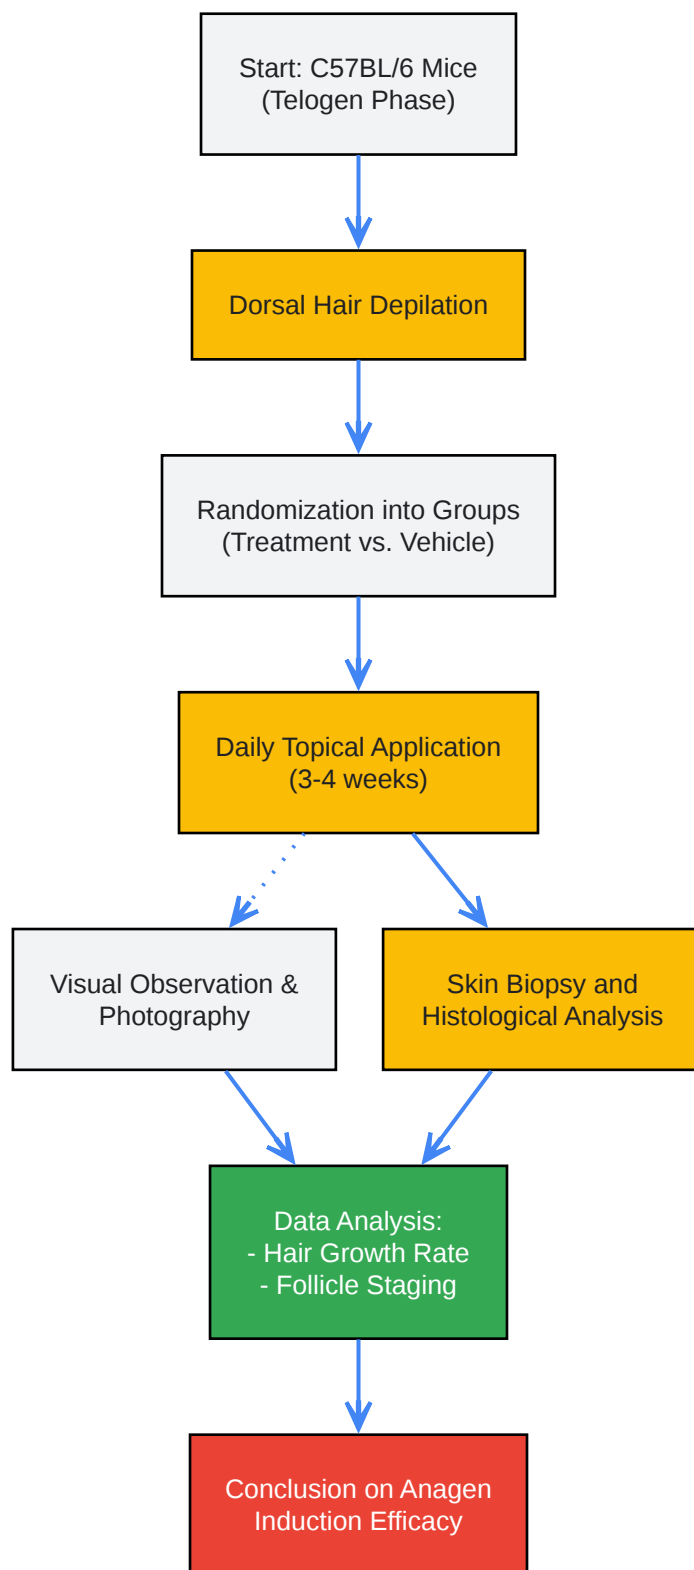 Start: C57BL/6 Mice
(Telogen Phase)
Dorsal Hair Depilation
Randomization into Groups
(Treatment vs. Vehicle)
Daily Topical Application
(3-4 weeks)
Visual Observation &
Photography
Skin Biopsy and
Histological Analysis
Data Analysis:
- Hair Growth Rate
- Follicle Staging
Conclusion on Anagen
Induction Efficacy